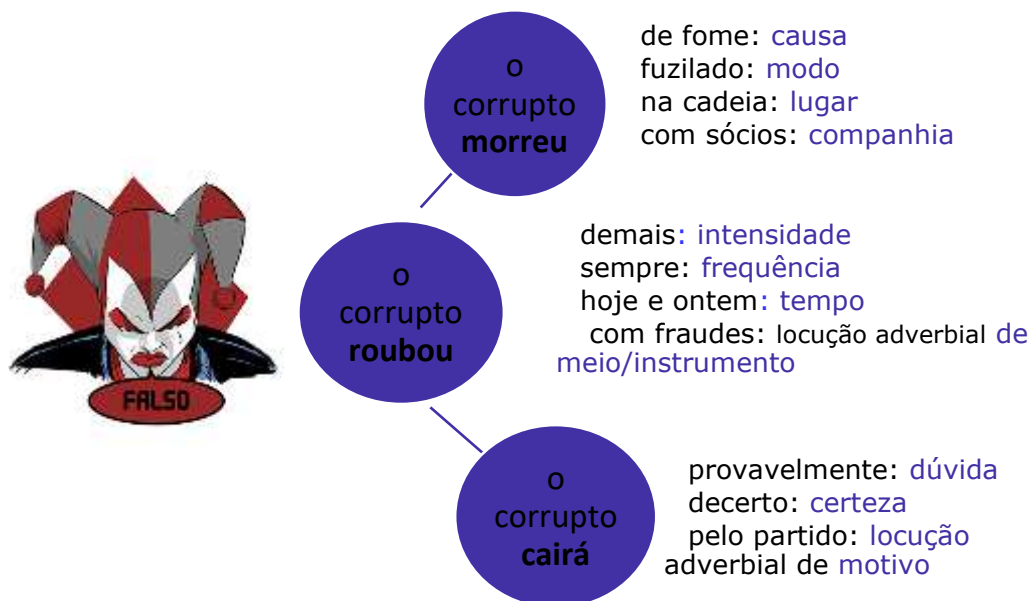 o
corrupto
morreu
de fome: causa
fuzilado: modo
na cadeia: lugar
com sócios: companhia
FALSO
o
corrupto
roubou
demais: intensidade
sempre: frequência
hoje e ontem: tempo
com fraudes: locução adverbial de
meio/instrumento
o
corrupto
cairá
provavelmente: dúvida
decerto: certeza
pelo partido: locução
adverbial de motivo